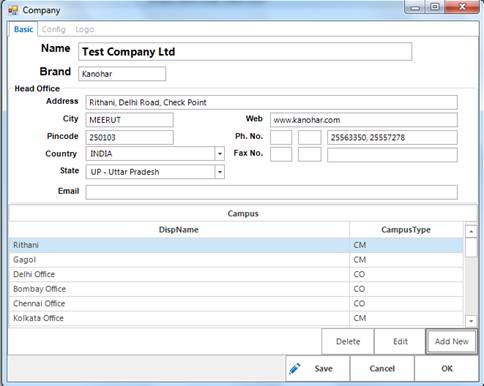 Company
Basic Config Logo
Name Test Company Ltd
Brand Kanohar
Head Office
Address Rithani, Delhi Road, Check Point
City MEERUT Web www.kanohar.com
Pincode 250103 Ph. No. 25563350, 25557278
Country INDIA Fax No.
State UP - Uttar Pradesh
Email
Campus
DispName CampusType
Rithani CM
Gagol CM
Delhi Office CO
Bombay Office CO
Chennai Office CO
Kolkata Office CM
Delete Edit Add New
Save Cancel OK